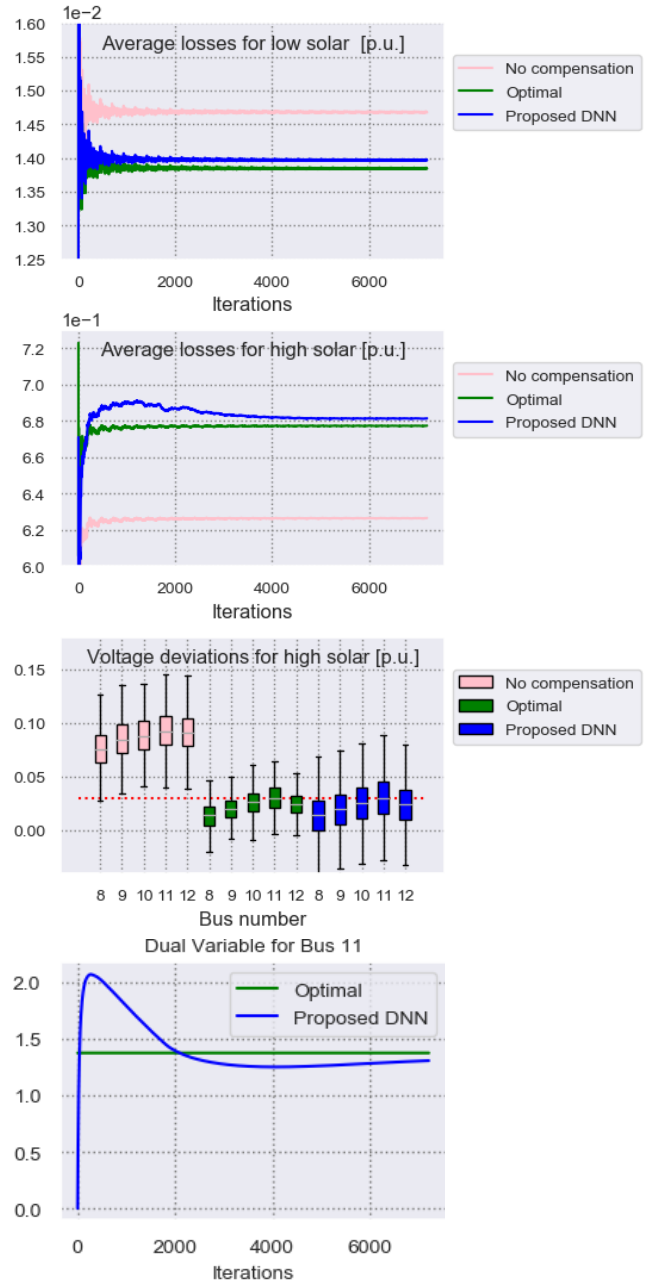 1e−2
1.60
Average losses for low solar [p.u.]
1.55
1.50
1.45
1.40
1.35
1.30
1.25
No compensation
Optimal
Proposed DNN
0 2000 4000 6000
Iterations
1e−1
7.2
Average losses for high solar [p.u.]
7.0
6.8
6.6
6.4
6.2
6.0
No compensation
Optimal
Proposed DNN
0 2000 4000 6000
Iterations
Voltage deviations for high solar [p.u.]
0.15
0.10
0.05
0.00
No compensation
Optimal
Proposed DNN
8 9 10 11 12 8 9 10 11 12 8 9 10 11 12
Bus number
Dual Variable for Bus 11
2.0
1.5
1.0
0.5
0.0
Optimal
Proposed DNN
0 2000 4000 6000
Iterations